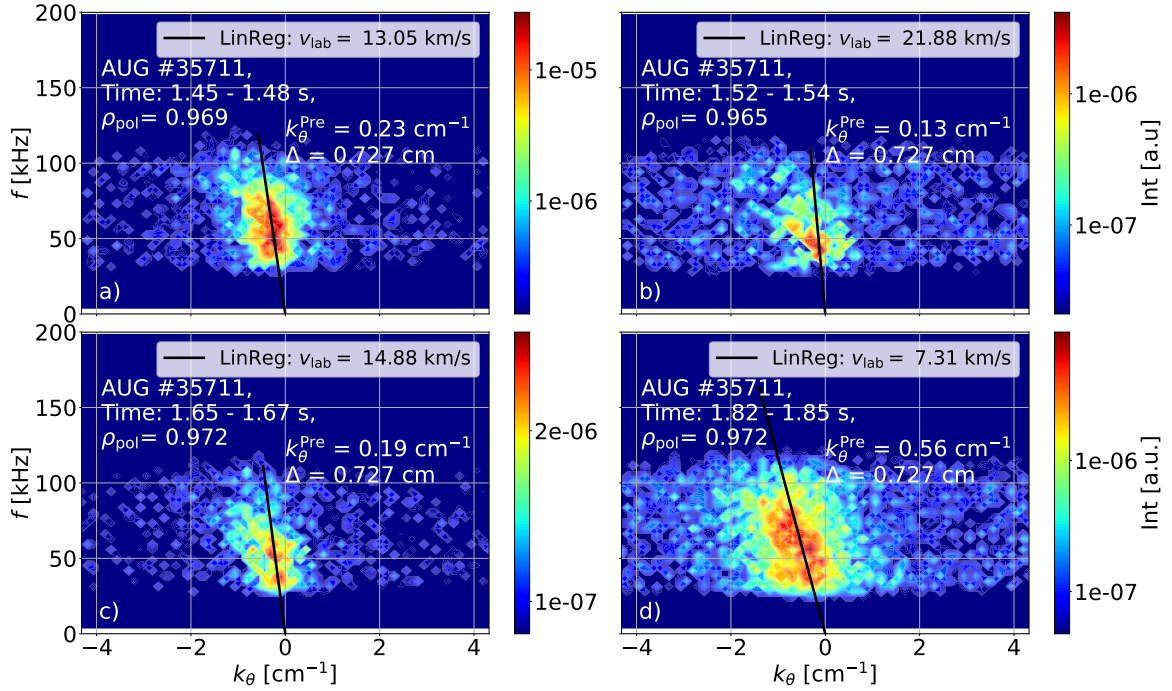 LinReg: v_lab = 13.05 km/s
AUG #35711,
Time: 1.45 - 1.48 s,
ρ_pol= 0.969
k_θ^Pre = 0.23 cm⁻¹
Δ = 0.727 cm
a)
f [kHz]
200
150
100
50
0
1e-05
1e-06
LinReg: v_lab = 21.88 km/s
AUG #35711,
Time: 1.52 - 1.54 s,
ρ_pol= 0.965
k_θ^Pre = 0.13 cm⁻¹
Δ = 0.727 cm
b)
1e-06
1e-07
Int [a.u]
LinReg: v_lab = 14.88 km/s
AUG #35711,
Time: 1.65 - 1.67 s,
ρ_pol= 0.972
k_θ^Pre = 0.19 cm⁻¹
Δ = 0.727 cm
c)
f [kHz]
200
150
100
50
0
−4 −2 0 2 4
k_θ [cm⁻¹]
2e-06
1e-07
LinReg: v_lab = 7.31 km/s
AUG #35711,
Time: 1.82 - 1.85 s,
ρ_pol= 0.972
k_θ^Pre = 0.56 cm⁻¹
Δ = 0.727 cm
d)
−4 −2 0 2 4
k_θ [cm⁻¹]
1e-06
1e-07
Int [a.u.]